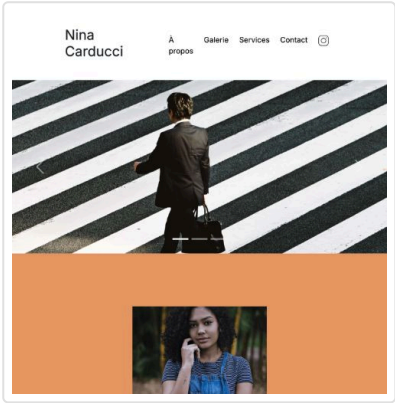 Nina
Carducci
À
propos
Galerie
Services
Contact